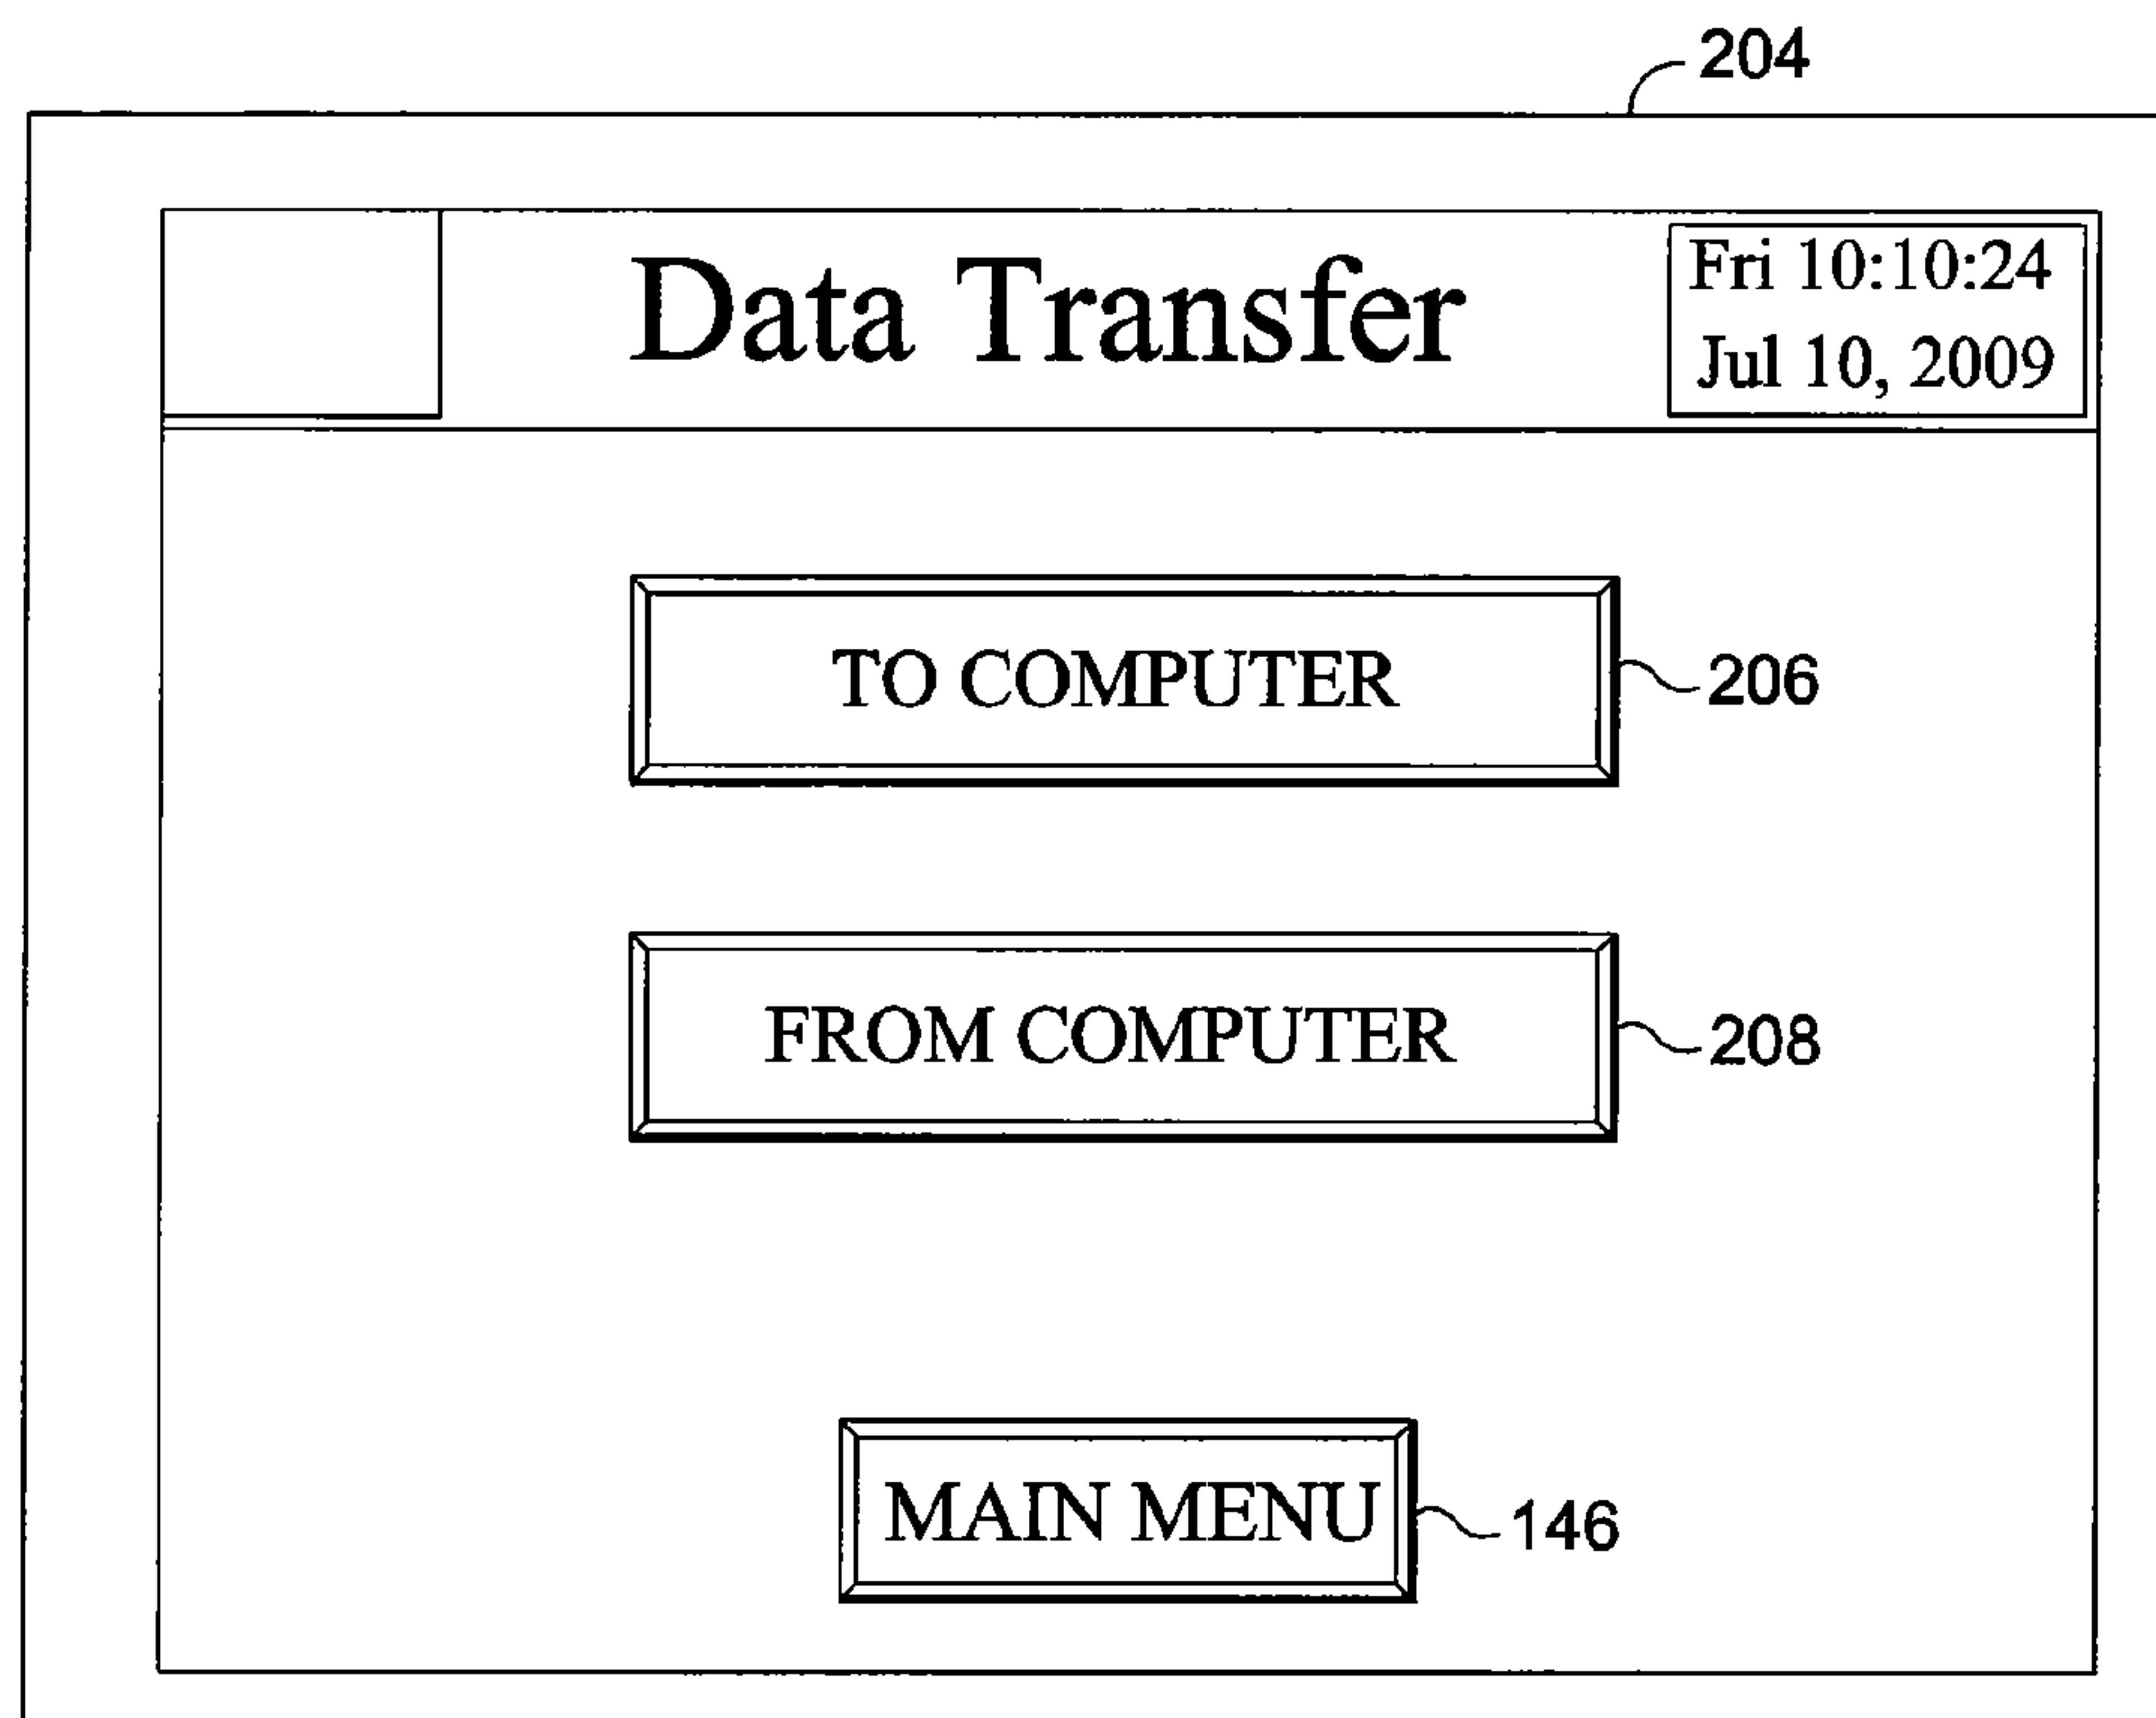 204
Data Transfer
Fri 10:10:24
Jul 10, 2009
TO COMPUTER
206
FROM COMPUTER
208
MAIN MENU
146